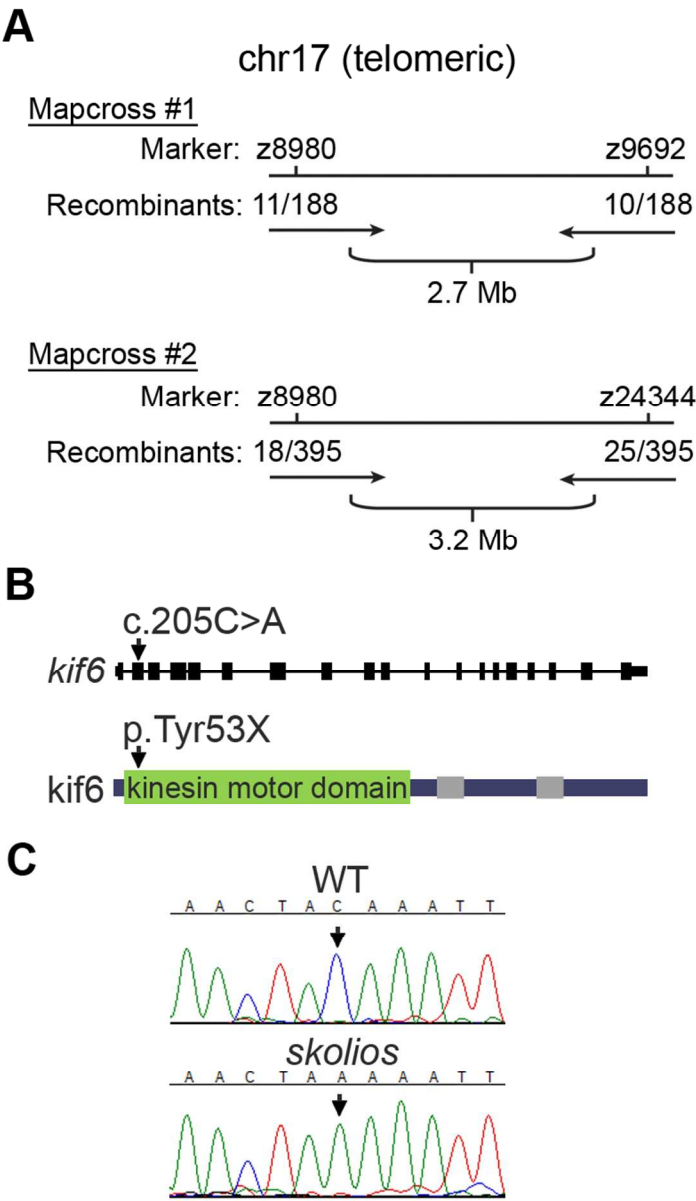 A
chr17 (telomeric)
Mapcross #1
Marker: z8980 z9692
Recombinants: 11/188 10/188
2.7 Mb
Mapcross #2
Marker: z8980 z24344
Recombinants: 18/395 25/395
3.2 Mb
B
c.205C>A
kif6
p.Tyr53X
kif6 kinesin motor domain
C
WT
A A C T A C A A A T T
skolios
A A C T A A A A A T T